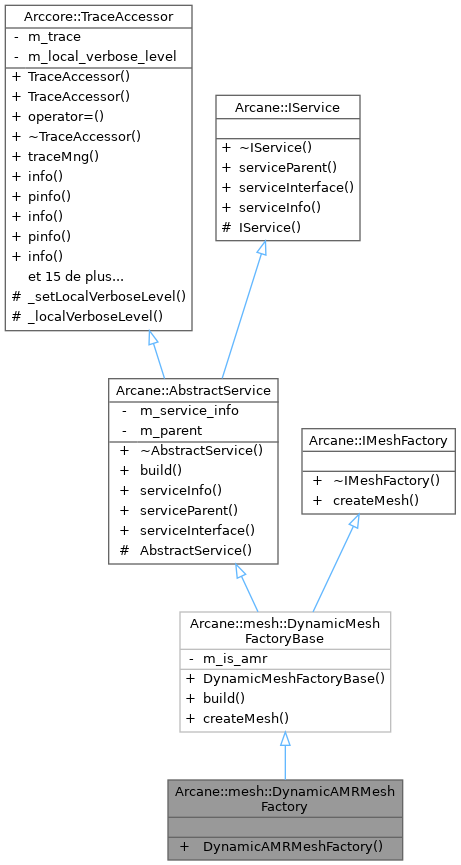 Arccore::TraceAccessor
- m_trace
- m_local_verbose_level
+ TraceAccessor()
+ TraceAccessor()
+ operator=()
+ ~TraceAccessor()
+ traceMng()
+ info()
+ pinfo()
+ info()
+ pinfo()
+ info()
et 15 de plus...
# _setLocalVerboseLevel()
# _localVerboseLevel()
Arcane::IService
+ ~IService()
+ serviceParent()
+ serviceInterface()
+ serviceInfo()
# IService()
Arcane::AbstractService
- m_service_info
- m_parent
+ ~AbstractService()
+ build()
+ serviceInfo()
+ serviceParent()
+ serviceInterface()
# AbstractService()
Arcane::IMeshFactory
+ ~IMeshFactory()
+ createMesh()
Arcane::mesh::DynamicMesh
FactoryBase
- m_is_amr
+ DynamicMeshFactoryBase()
+ build()
+ createMesh()
Arcane::mesh::DynamicAMRMesh
Factory
+ DynamicAMRMeshFactory()